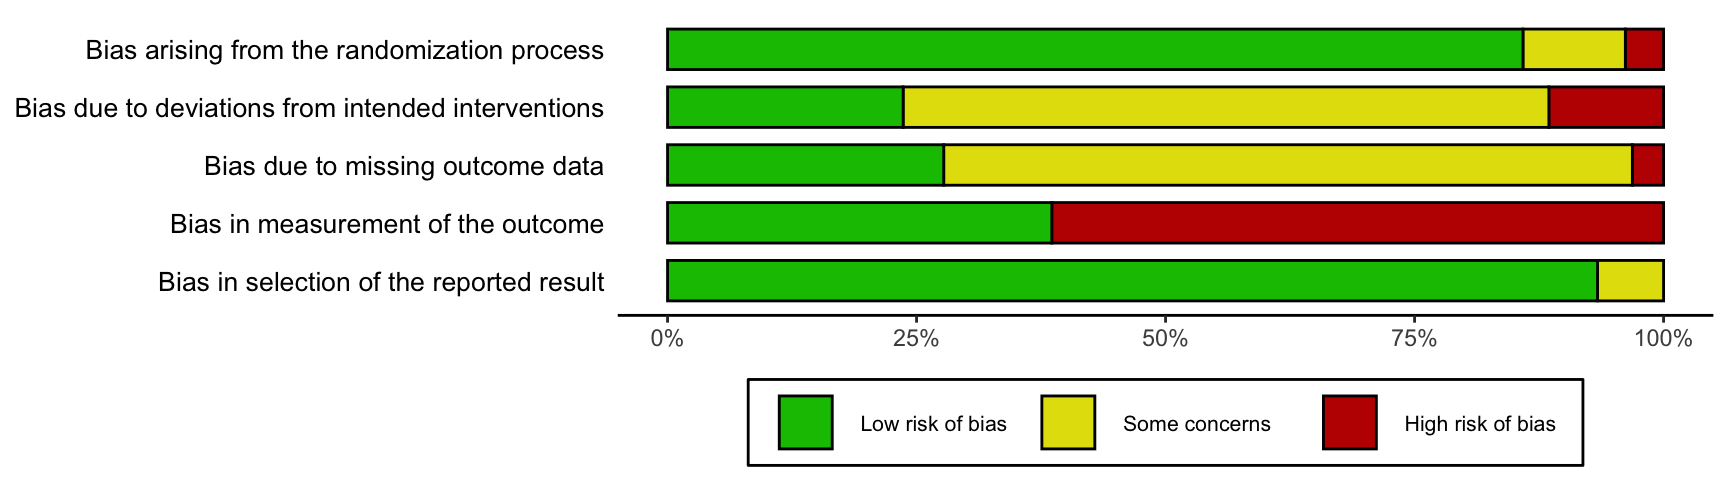 Bias arising from the randomization process
Bias due to deviations from intended interventions
Bias due to missing outcome data
Bias in measurement of the outcome
Bias in selection of the reported result
0% 25% 50% 75% 100%
Low risk of bias Some concerns High risk of bias